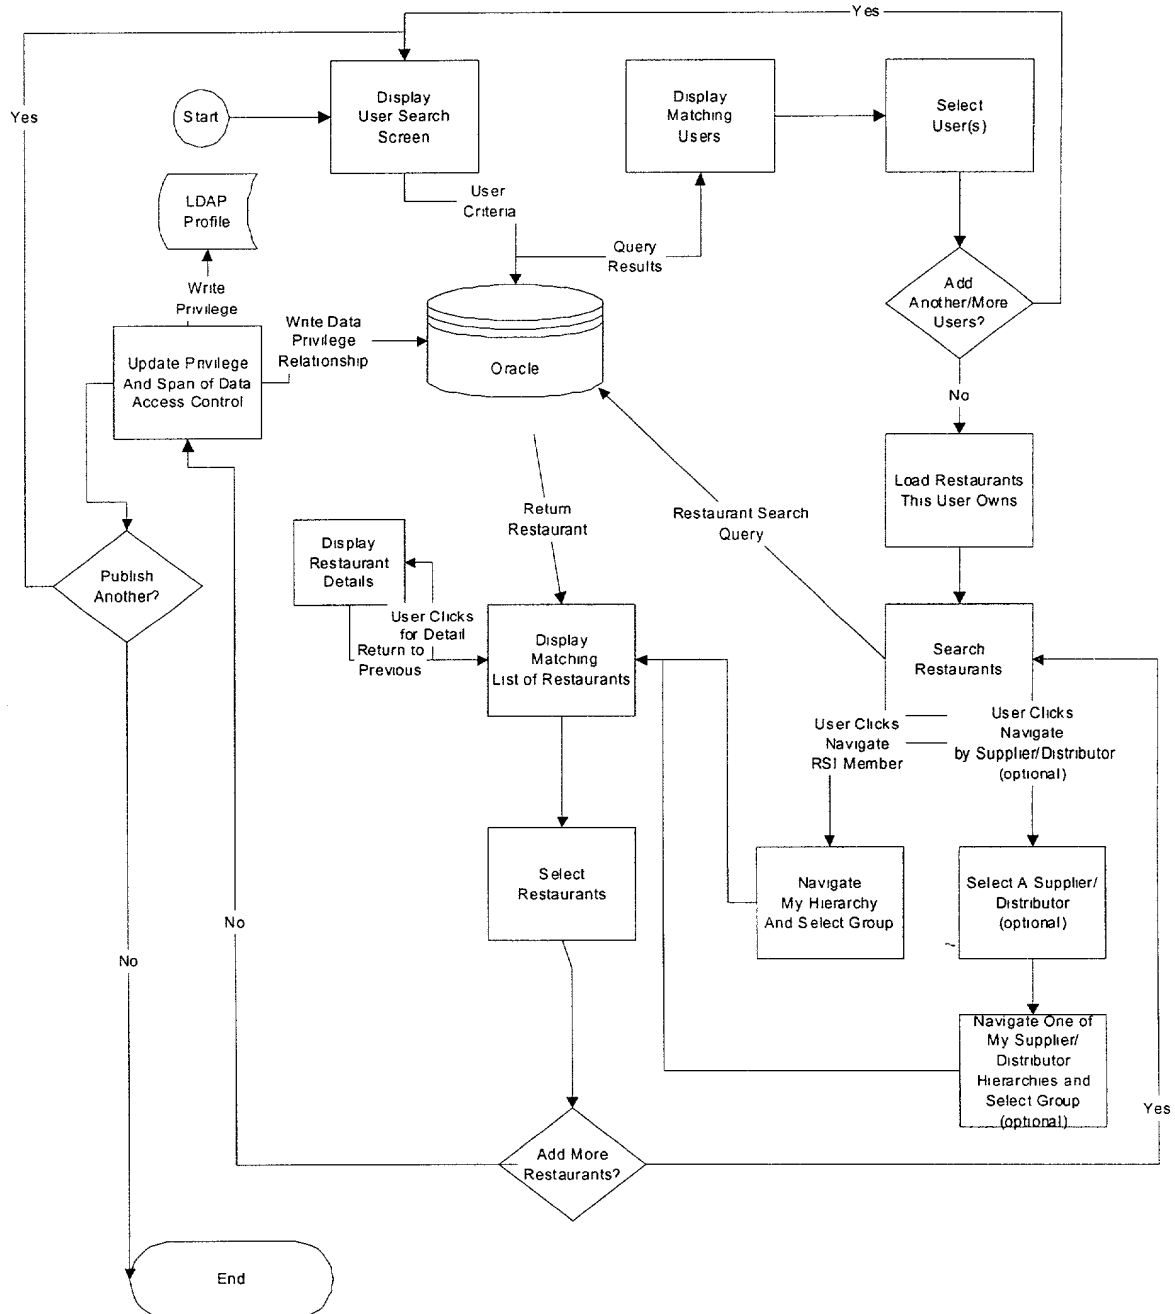 Yes
Yes
Start
Display
User Search
Screen
Display
Matching
Users
Select
User(s)
LDAP
Profile
User
Criteria
Query
Results
Write
Privilege
Add
Another/More
Users?
Write Data
Privilege
Relationship
Update Privilege
And Span of Data
Access Control
Oracle
No
Load Restaurants
This User Owns
Return
Restaurant
Restaurant Search
Query
Display
Restaurant
Details
Publish
Another?
User Clicks
for Detail
Return to
Previous
Display
Matching
List of Restaurants
Search
Restaurants
User Clicks
Navigate
RSI Member
User Clicks
Navigate
by Supplier/Distributor
(optional)
Select
Restaurants
Navigate
My Hierarchy
And Select Group
Select A Supplier/
Distributor
(optional)
No
No
Navigate One of
My Supplier/
Distributor
Hierarchies and
Select Group
(optional)
Yes
Add More
Restaurants?
End